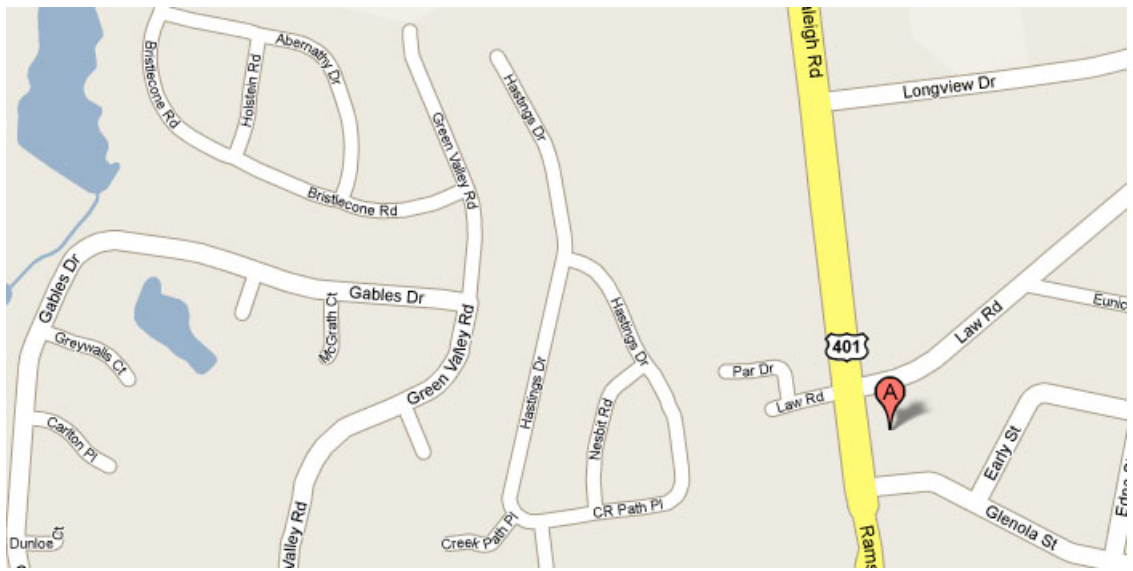 aleigh Rd
Abernathy Dr
Bristlecone Rd
Holstein Rd
Hastings Dr
Longview Dr
Green Valley Rd
Bristlecone Rd
Gables Dr
Gables Dr
McGrath Ct
Greywalls Ct
Green Valley Rd
Hastings Dr
Hastings Dr
401
Law Rd
Eunic
Par Dr
Law Rd
A
Nesbit Rd
Carlton Pl
Early St
Edge St
CR Path Pl
Glenola St
Creek Path Pl
Dunloe Ct
Valley Rd
Rams